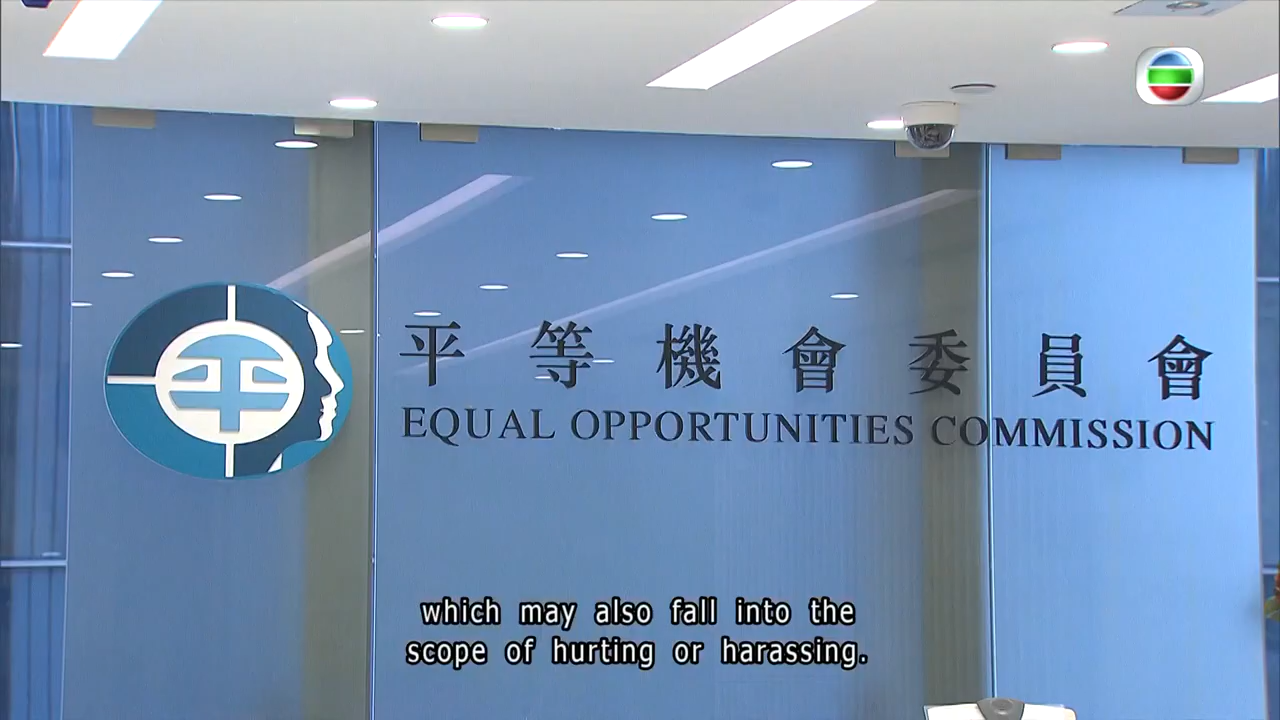 平等機會委員會
EQUAL OPPORTUNITIES COMMISSION
which may also fall into the
scope of hurting or harassing.